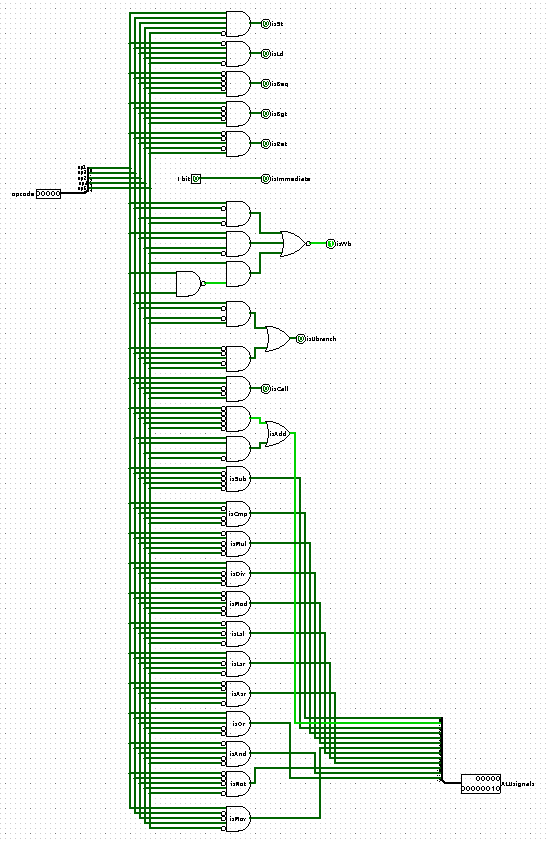 isSt
isLd
isBeq
isBgt
isRet
op1
op2
op3
op4
op5
opcode 00000
1 bit
isImmediate
isWb
isUbranch
isCall
isAdd
isSub
isCmp
isMul
isDiv
isMod
isLsl
isLsr
isAsr
isOr
isAnd
isNot
isMov
00000
00000010
ALUsignals